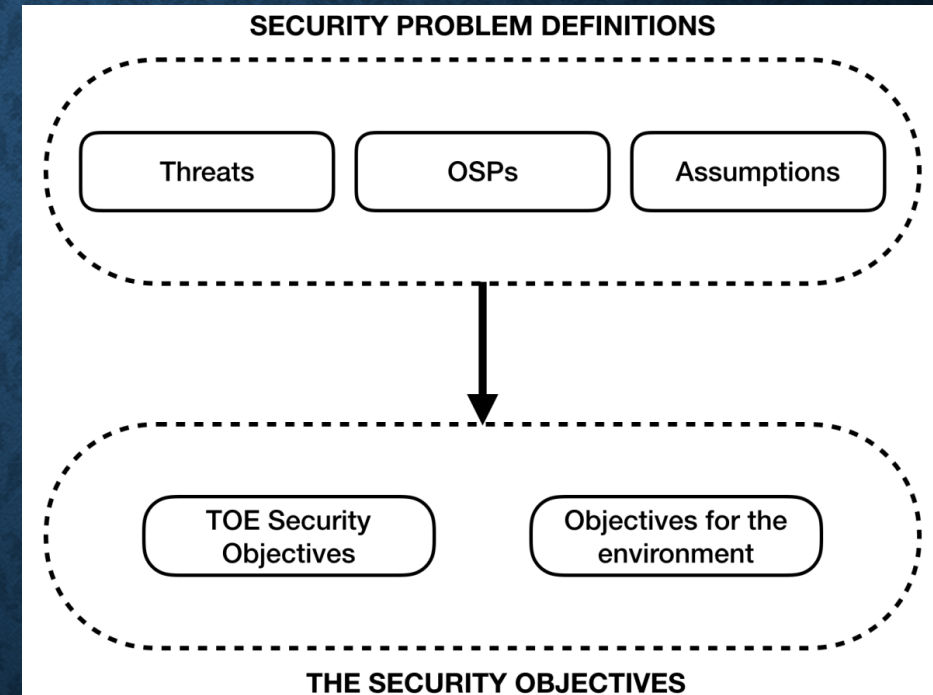 SECURITY PROBLEM DEFINITIONS
Threats
OSPs
Assumptions
TOE Security
Objectives
Objectives for the
environment
THE SECURITY OBJECTIVES